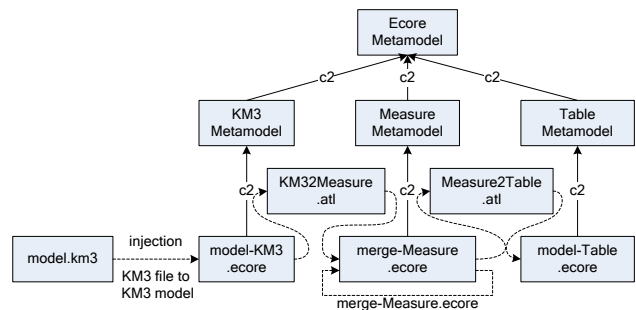 Ecore
Metamodel
c2
c2
c2
KM3
Metamodel
Measure
Metamodel
Table
Metamodel
KM32Measure
.atl
Measure2Table
.atl
c2
c2
c2
model.km3
injection
KM3 file to
KM3 model
model-KM3
.ecore
merge-Measure
.ecore
model-Table
.ecore
merge-Measure.ecore